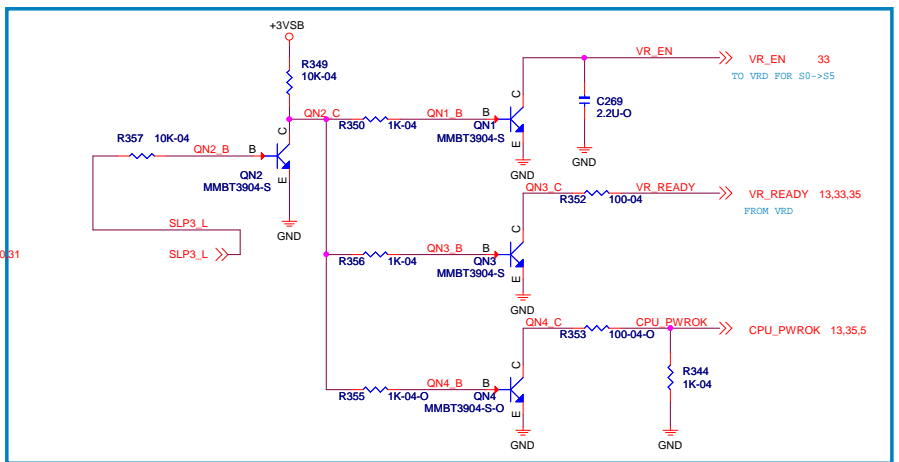 +3VSB
R349
10K-04
QN2_C
R350
1K-04
QN1_B
B
C
E
QN1
MMBT3904-S
GND
VR_EN
C269
2.2U-O
GND
VR_EN 33
TO VRD FOR S0->S5
R357 10K-04
QN2_B
B
C
E
QN2
MMBT3904-S
GND
SLP3_L
SLP3_L
0,31
R356
1K-04
QN3_B
B
C
E
QN3
MMBT3904-S
GND
QN3_C
R352
100-04
VR_READY
VR_READY 13,33,35
FROM VRD
R355
1K-04-O
QN4_B
B
C
E
QN4
MMBT3904-S-O
GND
QN4_C
R353
100-04-O
CPU_PWROK
CPU_PWROK 13,35,5
R344
1K-04
GND